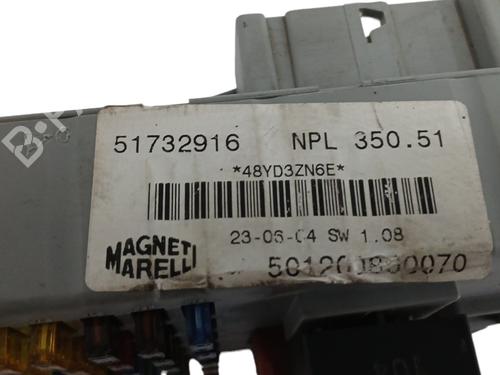 51732916 NPL 350.51
*48YD3ZN6E*
23-06-04 SW 1.08
MAGNETI
MARELLI